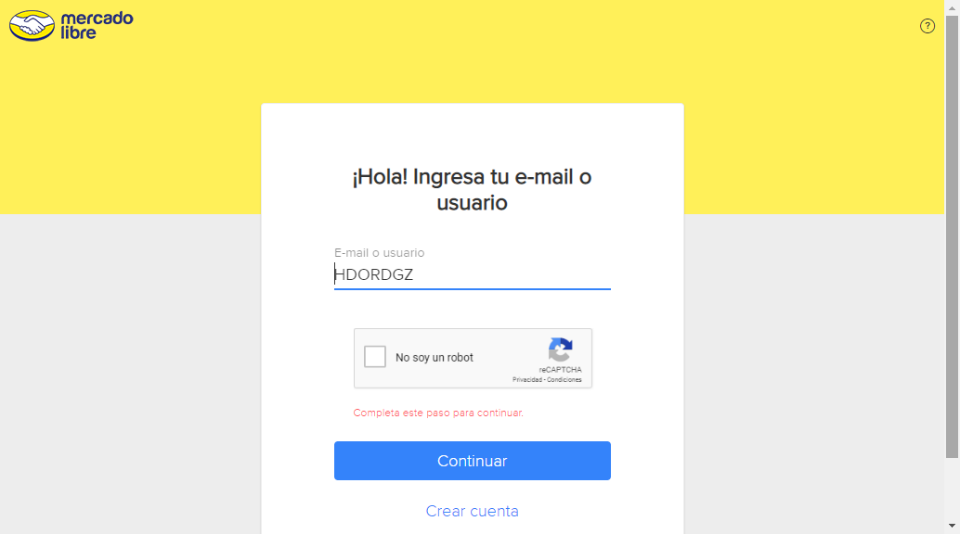 mercado
libre
?
¡Hola! Ingresa tu e-mail o
usuario
E-mail o usuario
HDORDGZ
No soy un robot
reCAPTCHA
Privacidad - Condiciones
Completa este paso para continuar.
Continuar
Crear cuenta